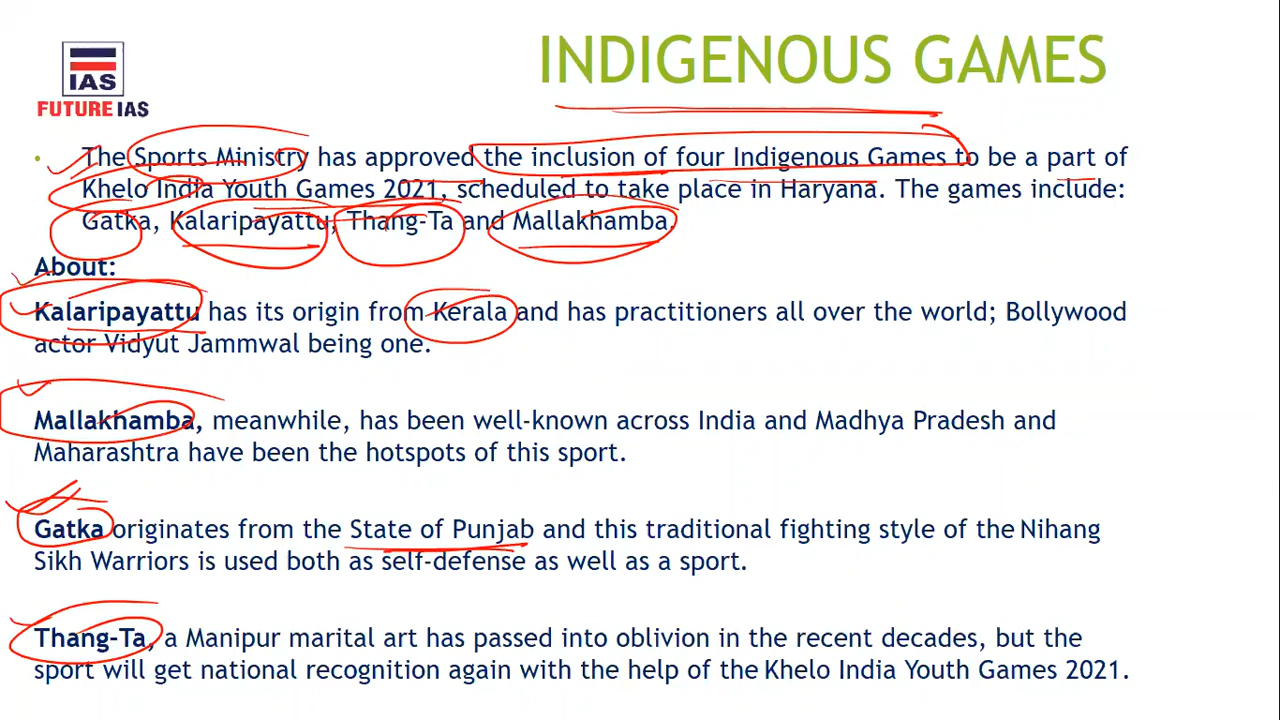 INDIGENOUS GAMES
IAS
FUTURE IAS
• The Sports Ministry has approved the inclusion of four Indigenous Games to be a part of
Khelo India Youth Games 2021, scheduled to take place in Haryana. The games include:
Gatka, Kalaripayattu, Thang-Ta and Mallakhamba.
About:
Kalaripayattu has its origin from Kerala and has practitioners all over the world; Bollywood
actor Vidyut Jammwal being one.
Mallakhamba, meanwhile, has been well-known across India and Madhya Pradesh and
Maharashtra have been the hotspots of this sport.
Gatka originates from the State of Punjab and this traditional fighting style of the Nihang
Sikh Warriors is used both as self-defense as well as a sport.
Thang-Ta, a Manipur marital art has passed into oblivion in the recent decades, but the
sport will get national recognition again with the help of the Khelo India Youth Games 2021.